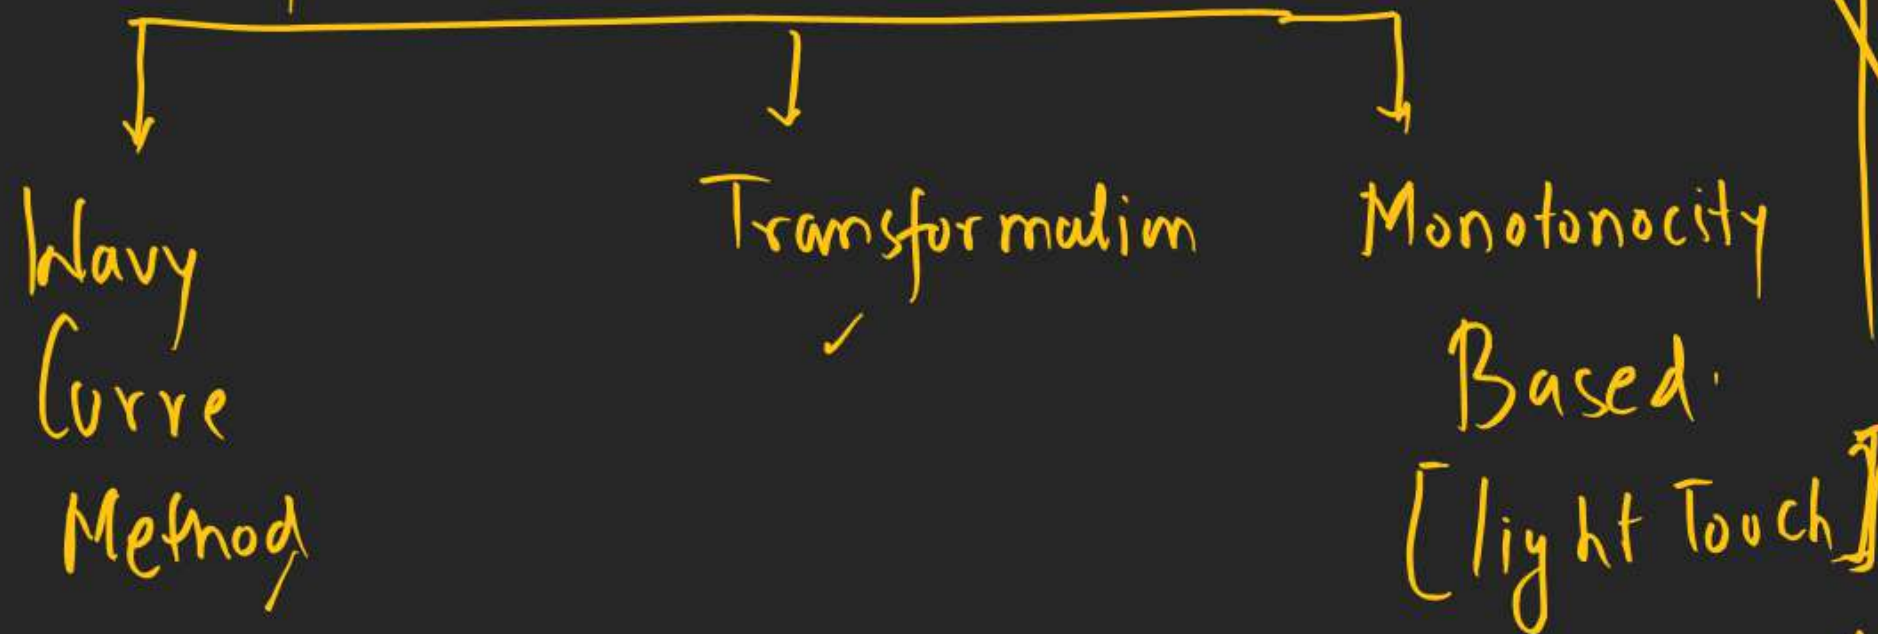 Wavy Transformation Monotonocity
Curve Based.
Method [light Touch]